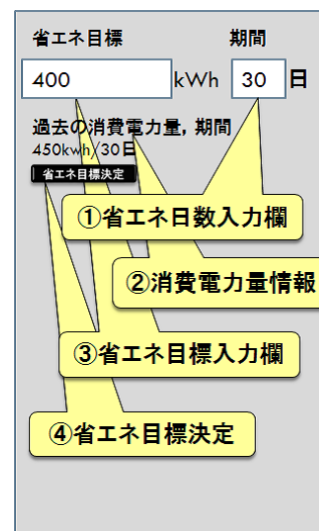 省エネ目標 期間
400 kWh 30 日
過去の消費電力量, 期間
450kwh/30日
省エネ目標決定
①省エネ日数入力欄
②消費電力量情報
③省エネ目標入力欄
④省エネ目標決定